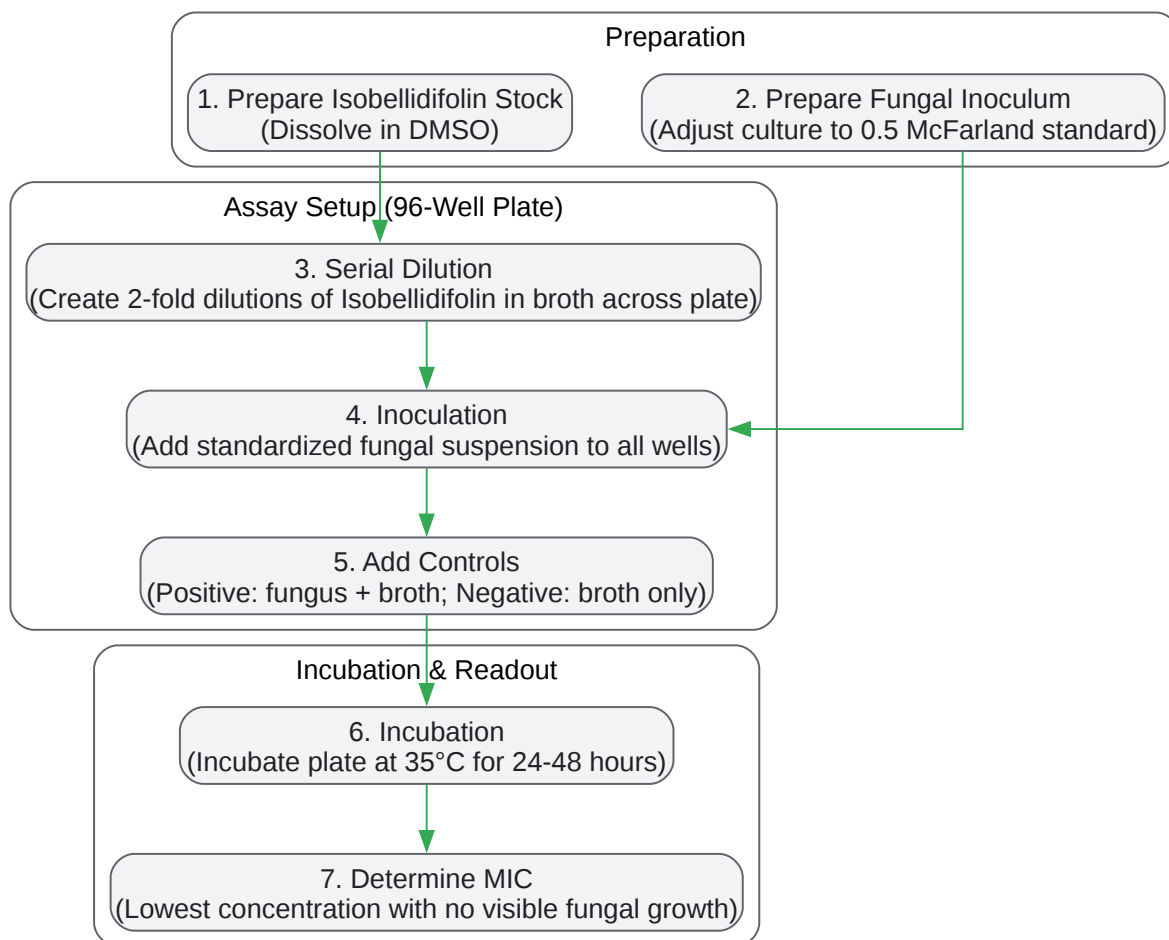 Preparation
1. Prepare Isobellidifolin Stock
(Dissolve in DMSO)
2. Prepare Fungal Inoculum
(Adjust culture to 0.5 McFarland standard)
Assay Setup (96-Well Plate)
3. Serial Dilution
(Create 2-fold dilutions of Isobellidifolin in broth across plate)
4. Inoculation
(Add standardized fungal suspension to all wells)
5. Add Controls
(Positive: fungus + broth; Negative: broth only)
Incubation & Readout
6. Incubation
(Incubate plate at 35°C for 24-48 hours)
7. Determine MIC
(Lowest concentration with no visible fungal growth)